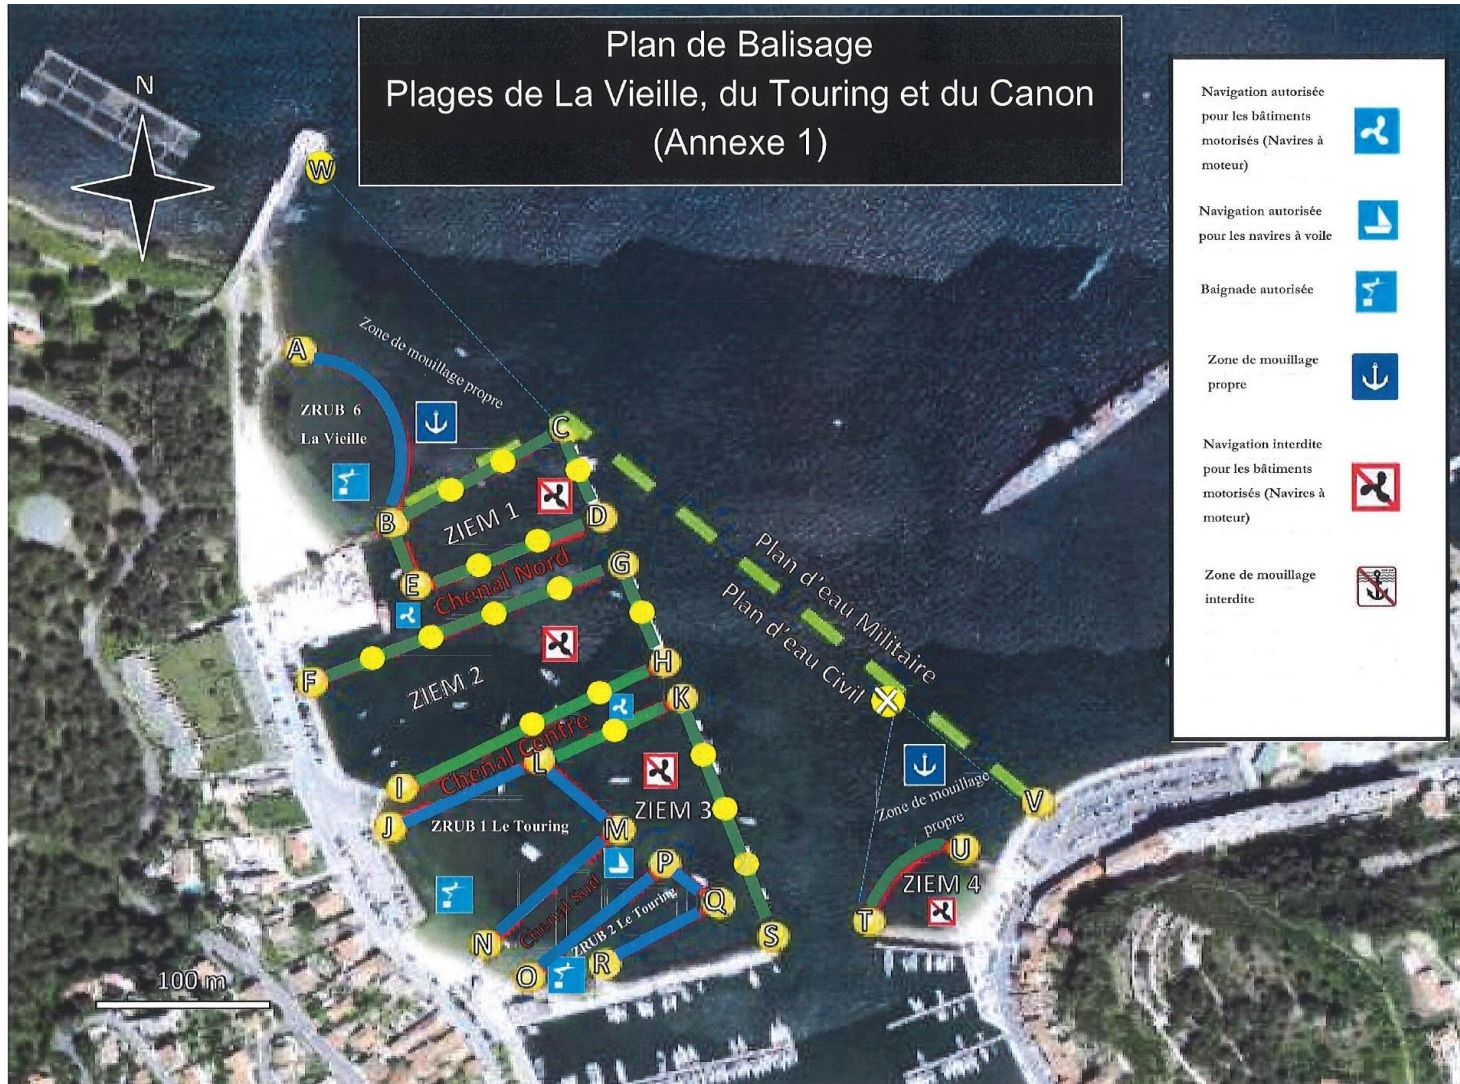 Plan de Balisage
Plages de La Vieille, du Touring et du Canon
(Annexe 1)
N
W
Navigation autorisée
pour les bâtiments
motorisés (Navires à
moteur)
Navigation autorisée
pour les navires à voile
Baignade autorisée
Zone de mouillage
propre
Navigation interdite
pour les bâtiments
motorisés (Navires à
moteur)
Zone de mouillage
interdite
A
Zone de mouillage propre
ZRUB 6
La Vieille
C
B
ZIEM 1
D
E
Chenal Nord
G
Plan d'eau Militaire
Plan d'eau Civil
F
ZIEM 2
H
K
X
I
Chenal Centre
L
J
ZRUB 1 Le Touring
M
ZIEM 3
Zone de mouillage
propre
V
P
U
ZIEM 4
Q
T
Chenal Sud
ZRUB 2 Le Touring
N
O
R
S
100 m